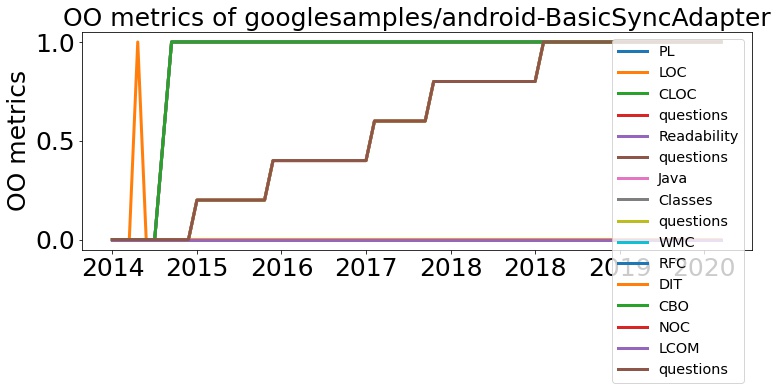 OO metrics of googlesamples/android-BasicSyncAdapter
OO metrics
1.0
0.5
0.0
2014
2015
2016
2017
2018
2018
2019
2020
PL
LOC
CLOC
questions
Readability
questions
Java
Classes
questions
WMC
RFC
DIT
CBO
NOC
LCOM
questions